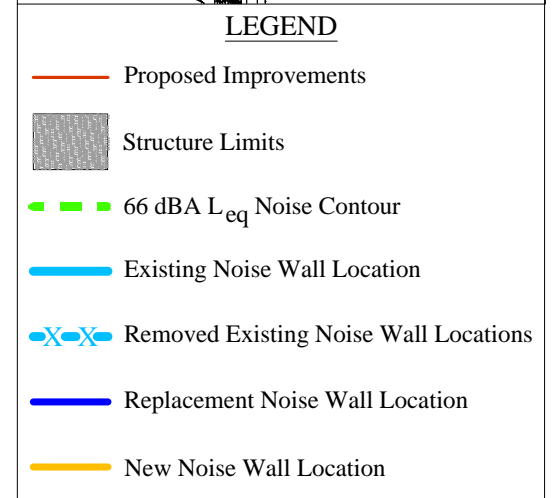 LEGEND
Proposed Improvements
Structure Limits
66 dBA Leq Noise Contour
Existing Noise Wall Location
X X Removed Existing Noise Wall Locations
Replacement Noise Wall Location
New Noise Wall Location